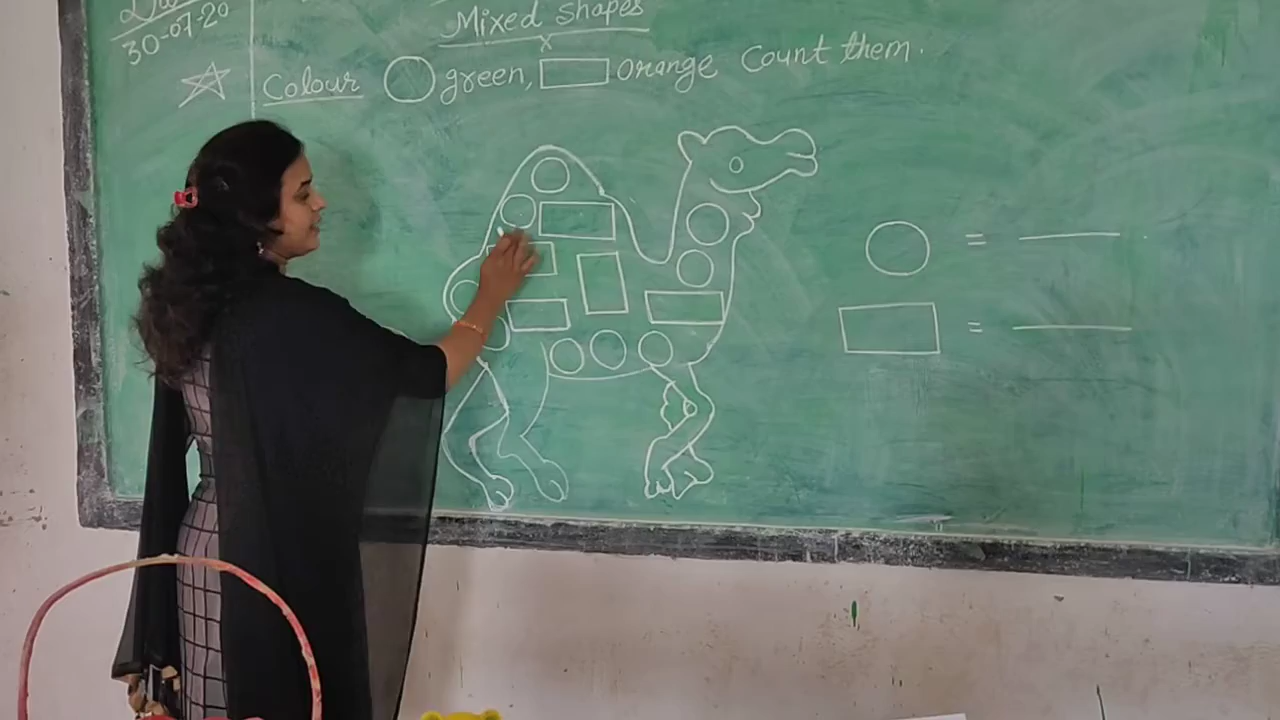 30-07-20
Mixed Shapes
x
Colour green, Orange Count them.
= 
=